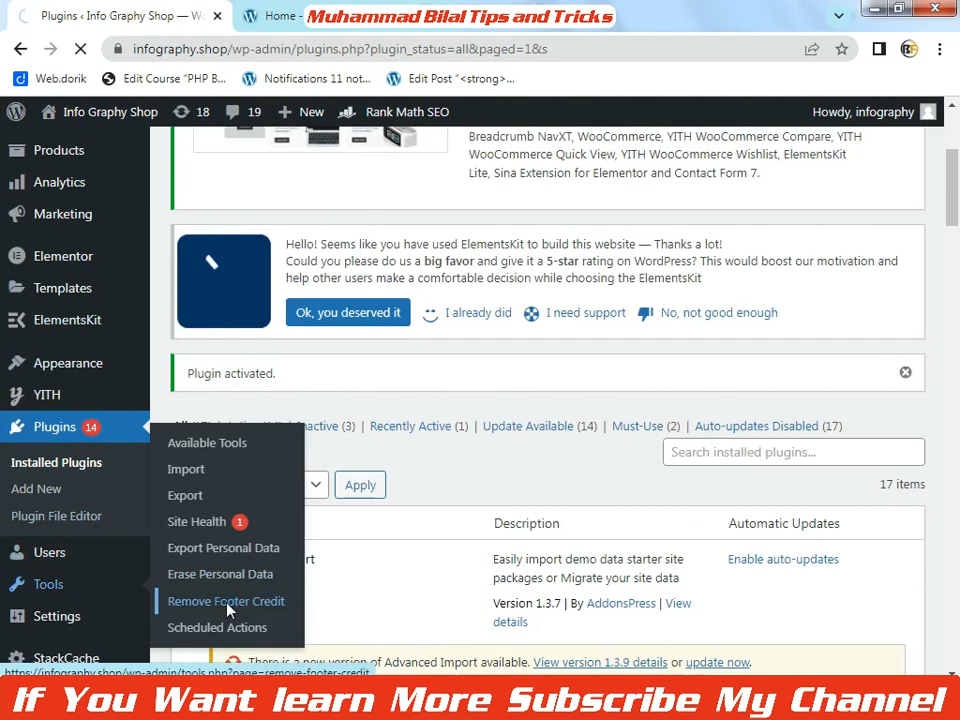 Plugins ‹ Info Graphy Shop — Wo
Home -
Muhammad Bilal Tips and Tricks
infography.shop/wp-admin/plugins.php?plugin_status=all&paged=1&s
Web.dorik
Edit Course "PHP B...
Notifications 11 not...
Edit Post "<strong>...
Info Graphy Shop
18
19
New
Rank Math SEO
Howdy, infography
Products
Analytics
Marketing
Elementor
Templates
ElementsKit
Appearance
YITH
Plugins 14
Installed Plugins
Add New
Plugin File Editor
Users
Tools
Settings
StackCache
Breadcrumb NavXT, WooCommerce, YITH WooCommerce Compare, YITH
WooCommerce Quick View, YITH WooCommerce Wishlist, ElementsKit
Lite, Sina Extension for Elementor and Contact Form 7.
Hello! Seems like you have used ElementsKit to build this website — Thanks a lot!
Could you please do us a big favor and give it a 5-star rating on WordPress? This would boost our motivation and
help other users make a comfortable decision while choosing the ElementsKit
Ok, you deserved it
I already did
I need support
No, not good enough
Plugin activated.
Inactive (3) | Recently Active (1) | Update Available (14) | Must-Use (2) | Auto-updates Disabled (17)
Search installed plugins...
Apply
17 items
Available Tools
Import
Export
Site Health 1
Export Personal Data
Erase Personal Data
Remove Footer Credit
Scheduled Actions
Description
Automatic Updates
Easily import demo data starter site
packages or Migrate your site data
Enable auto-updates
Version 1.3.7 | By AddonsPress | View
details
There is a new version of Advanced Import available. View version 1.3.9 details or update now.
https://infography.shop/wp-admin/tools.php?page=remove-footer-credit
If You Want learn More Subscribe My Channel